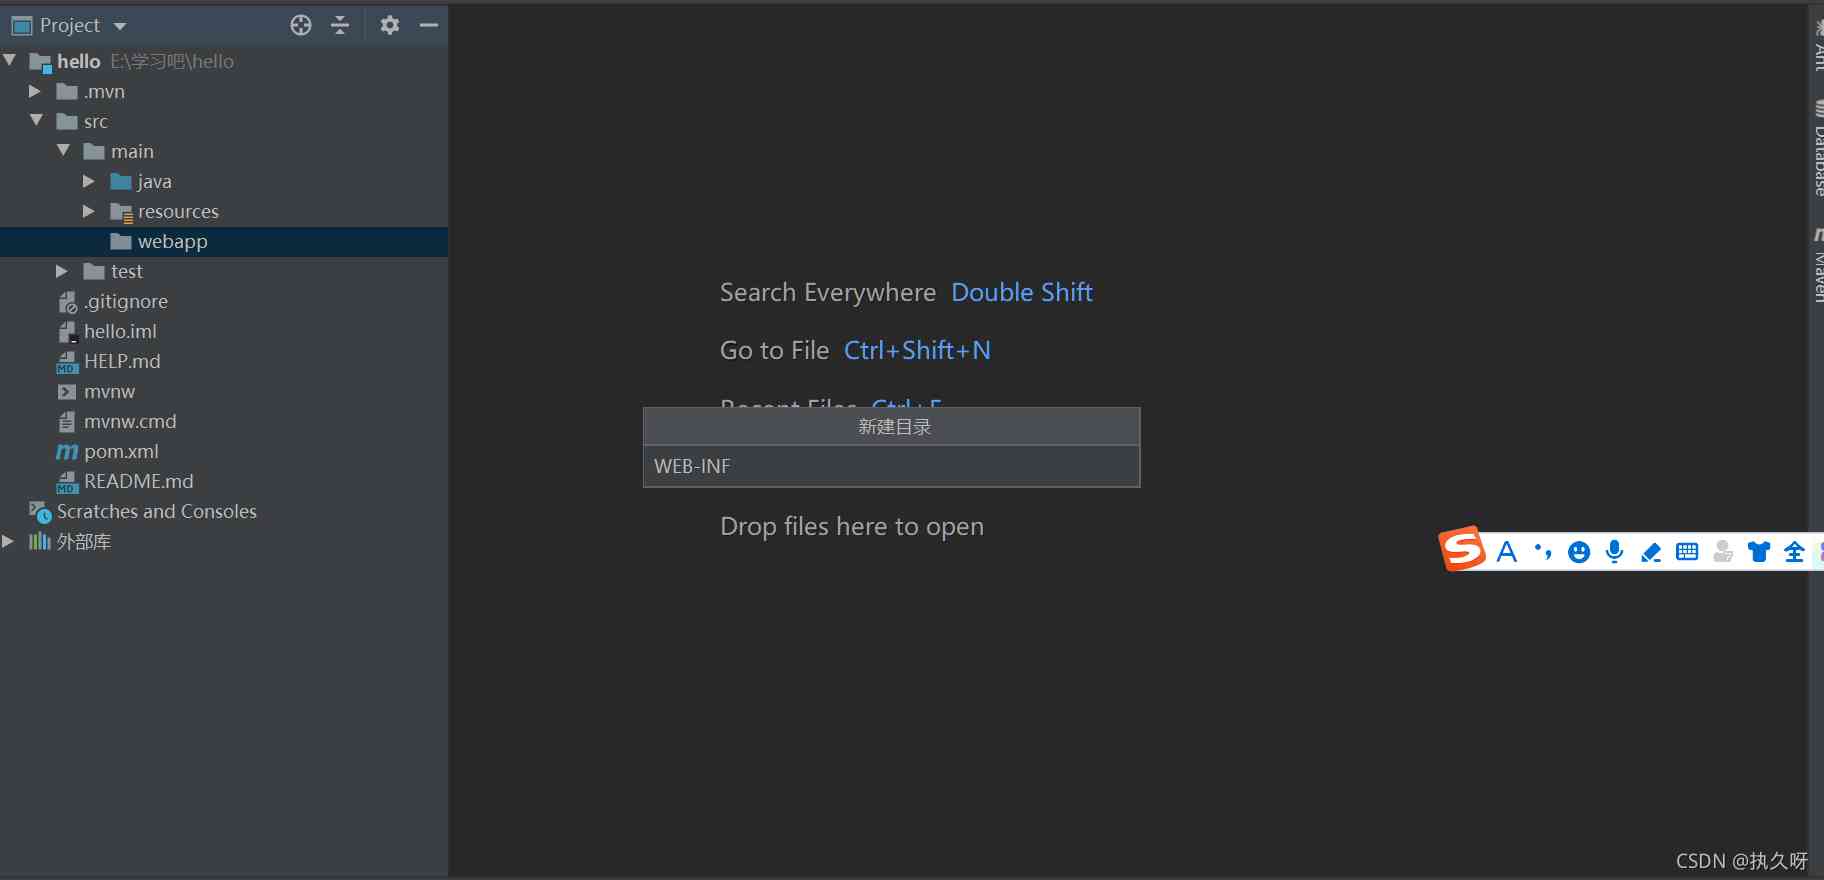 Project
hello E:\学习吧\hello
.mvn
src
main
java
resources
webapp
test
.gitignore
hello.iml
HELP.md
mvnw
mvnw.cmd
pom.xml
README.md
Scratches and Consoles
外部库
Search Everywhere Double Shift
Go to File Ctrl+Shift+N
Recent Files Ctrl+E
新建目录
WEB-INF
Drop files here to open
Ant
Database
Maven
A
全
CSDN @执久呀